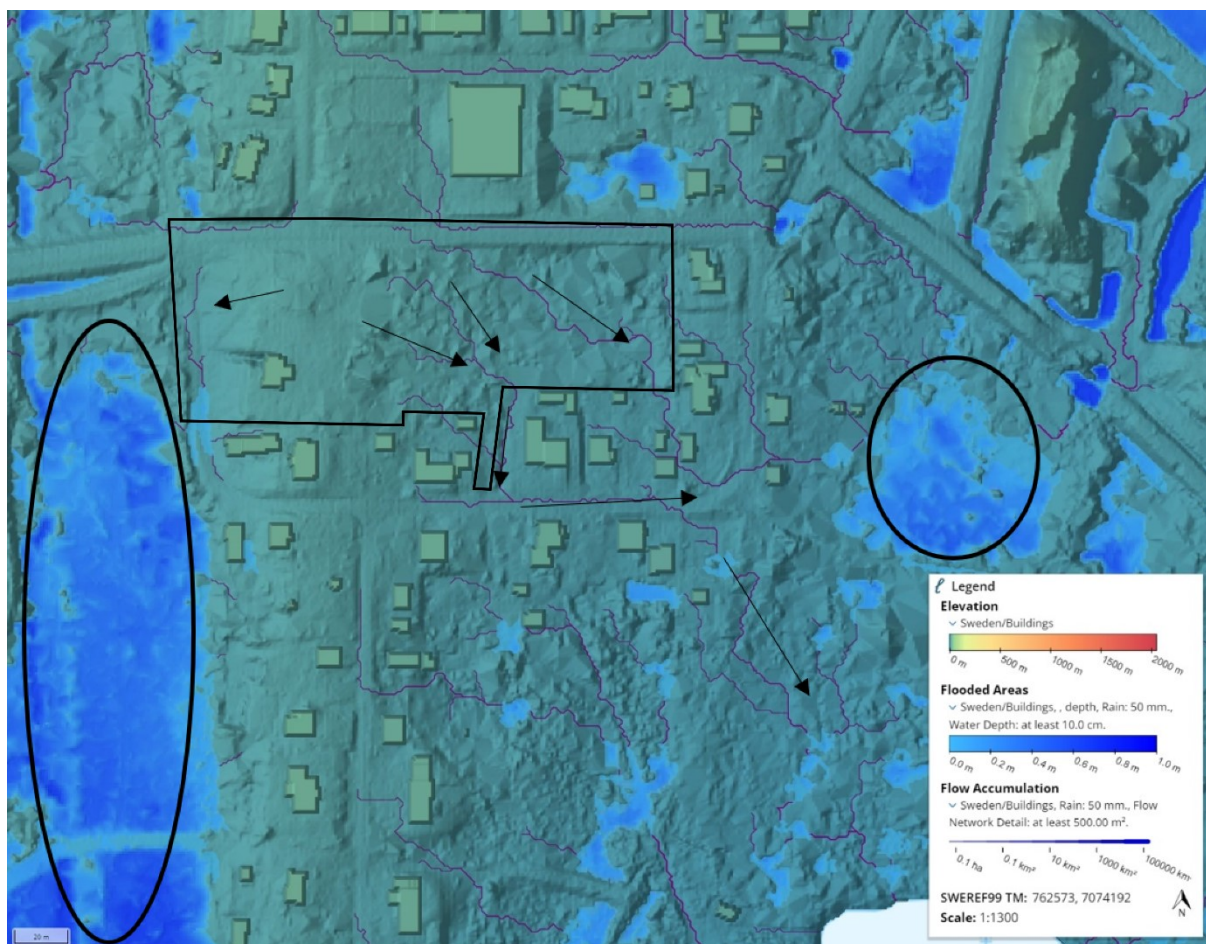 Legend
Elevation
Sweden/Buildings
0 m 500 m 1000 m 1500 m 2000 m
Flooded Areas
Sweden/Buildings, , depth, Rain: 50 mm.,
Water Depth: at least 10.0 cm.
0.0 m 0.2 m 0.4 m 0.6 m 0.8 m 1.0 m
Flow Accumulation
Sweden/Buildings, Rain: 50 mm., Flow
Network Detail: at least 500.00 m².
0.1 ha 0.1 km² 10 km² 1000 km² 100000 km
SWEREF99 TM: 762573, 7074192
Scale: 1:1300
N
20 m